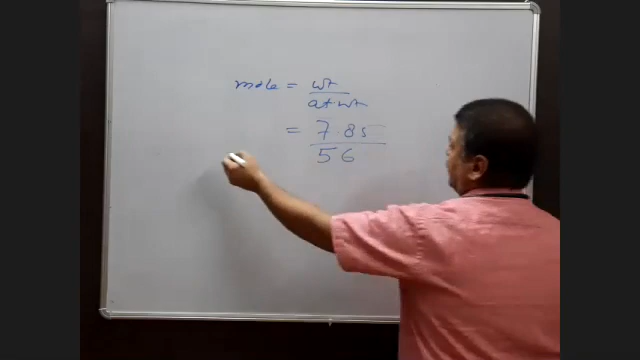 mole = wt
at. wt
= 7.85
56